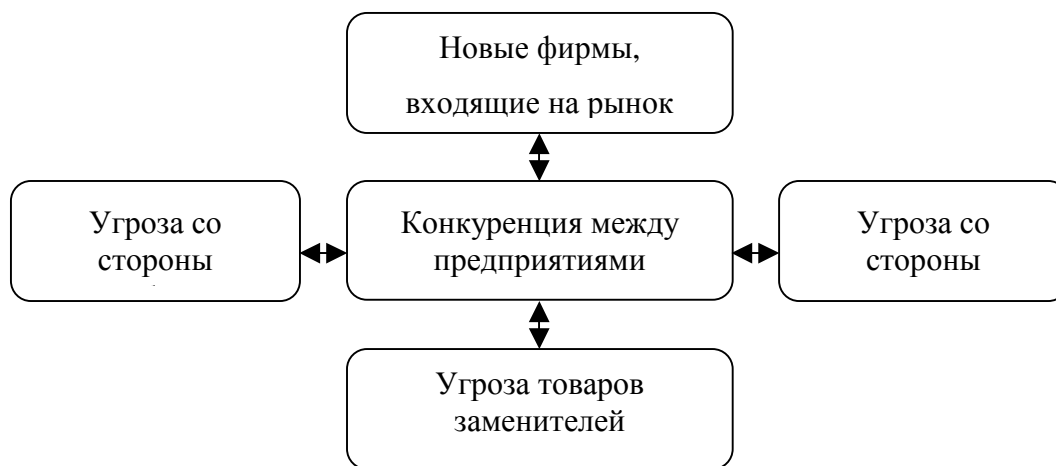 Новые фирмы,
входящие на рынок
Угроза со
стороны
Конкуренция между
предприятиями
Угроза со
стороны
Угроза товаров
заменителей